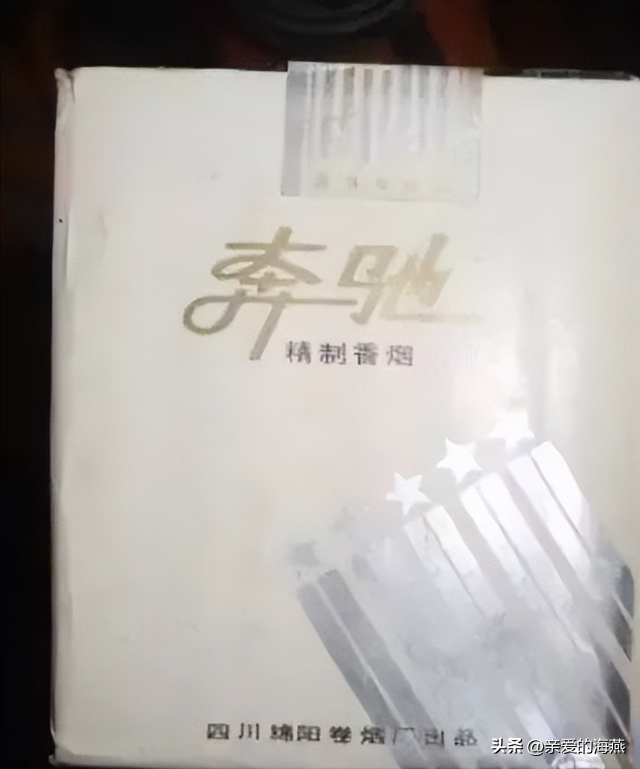 奔驰
精制香烟
四川绵阳卷烟厂出品
头条 @亲爱的海燕